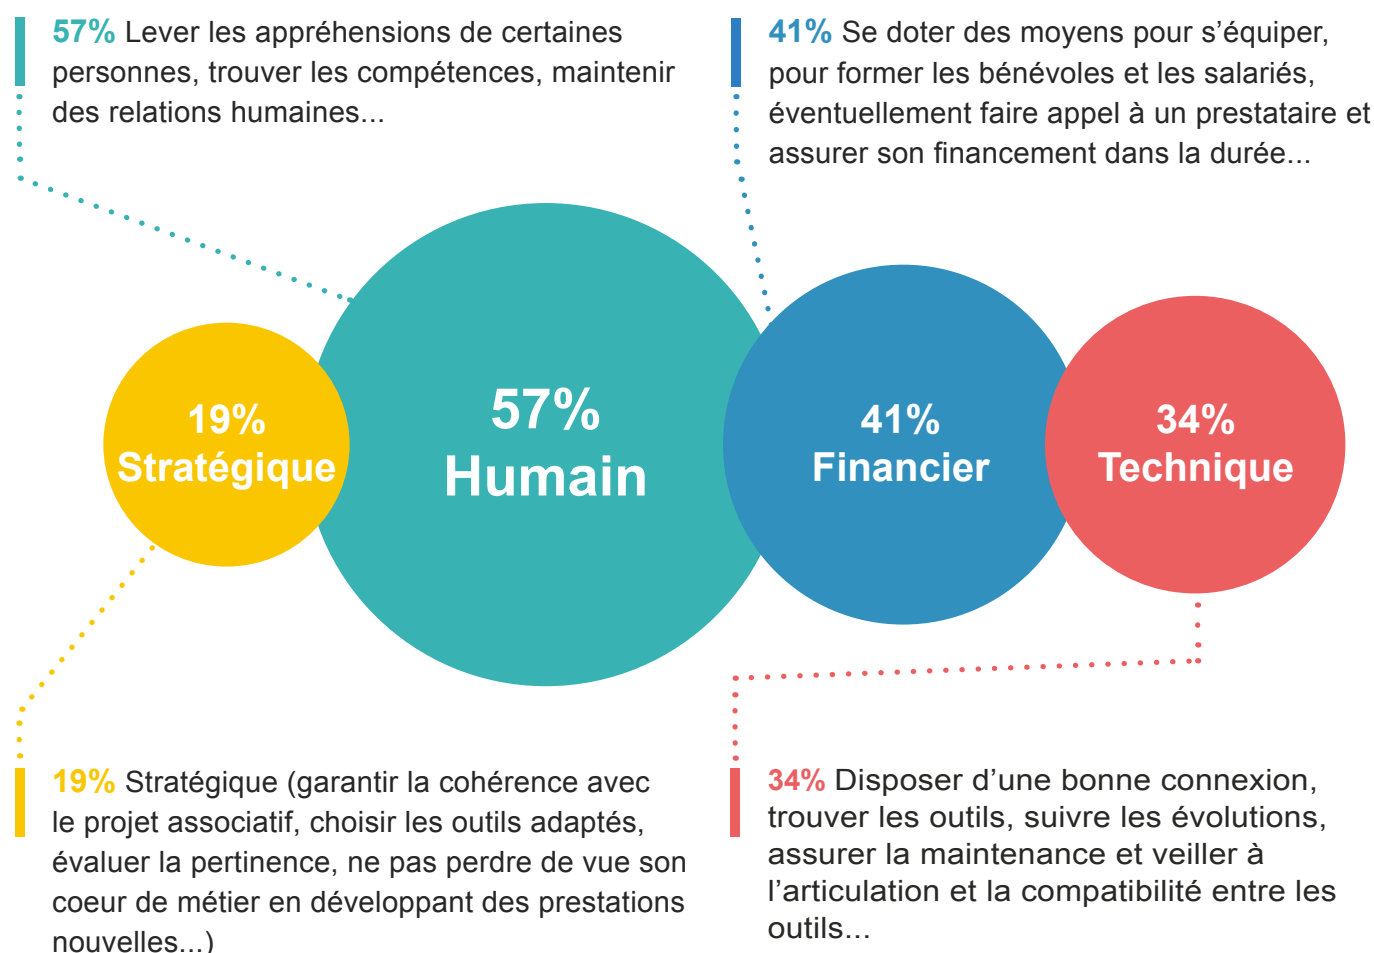 57% Lever les appréhensions de certaines
personnes, trouver les compétences, maintenir
des relations humaines...
41% Se doter des moyens pour s’équiper,
pour former les bénévoles et les salariés,
éventuellement faire appel à un prestataire et
assurer son financement dans la durée...
19%
Stratégique
57%
Humain
41%
Financier
34%
Technique
19% Stratégique (garantir la cohérence avec
le projet associatif, choisir les outils adaptés,
évaluer la pertinence, ne pas perdre de vue son
coeur de métier en développant des prestations
nouvelles...)
34% Disposer d’une bonne connexion,
trouver les outils, suivre les évolutions,
assurer la maintenance et veiller à
l’articulation et la compatibilité entre les
outils...